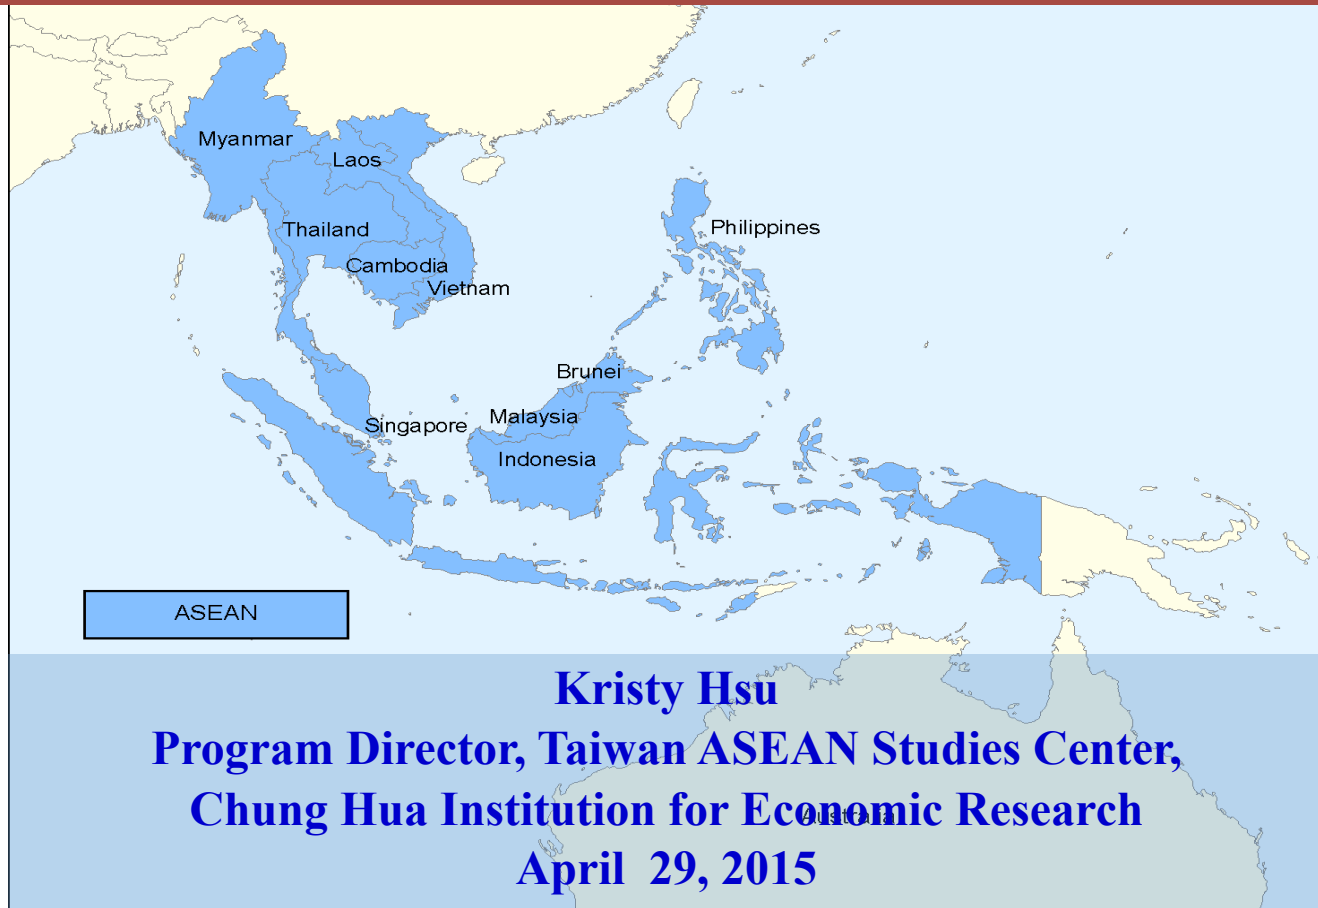 Myanmar
Laos
Thailand
Philippines
Cambodia
Vietnam
Brunei
Malaysia
Singapore
Indonesia
ASEAN
Kristy Hsu
Program Director, Taiwan ASEAN Studies Center,
Chung Hua Institution for Economic Research
Australia
April  29, 2015